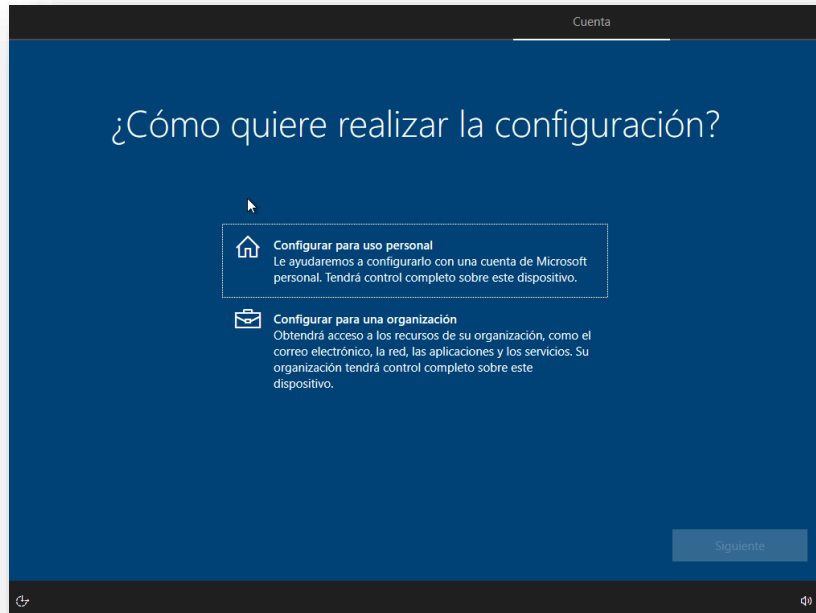 Cuenta
¿Cómo quiere realizar la configuración?
Configurar para uso personal
Le ayudaremos a configurarlo con una cuenta de Microsoft
personal. Tendrá control completo sobre este dispositivo.
Configurar para una organización
Obtendrá acceso a los recursos de su organización, como el
correo electrónico, la red, las aplicaciones y los servicios. Su
organización tendrá control completo sobre este
dispositivo.
Siguiente